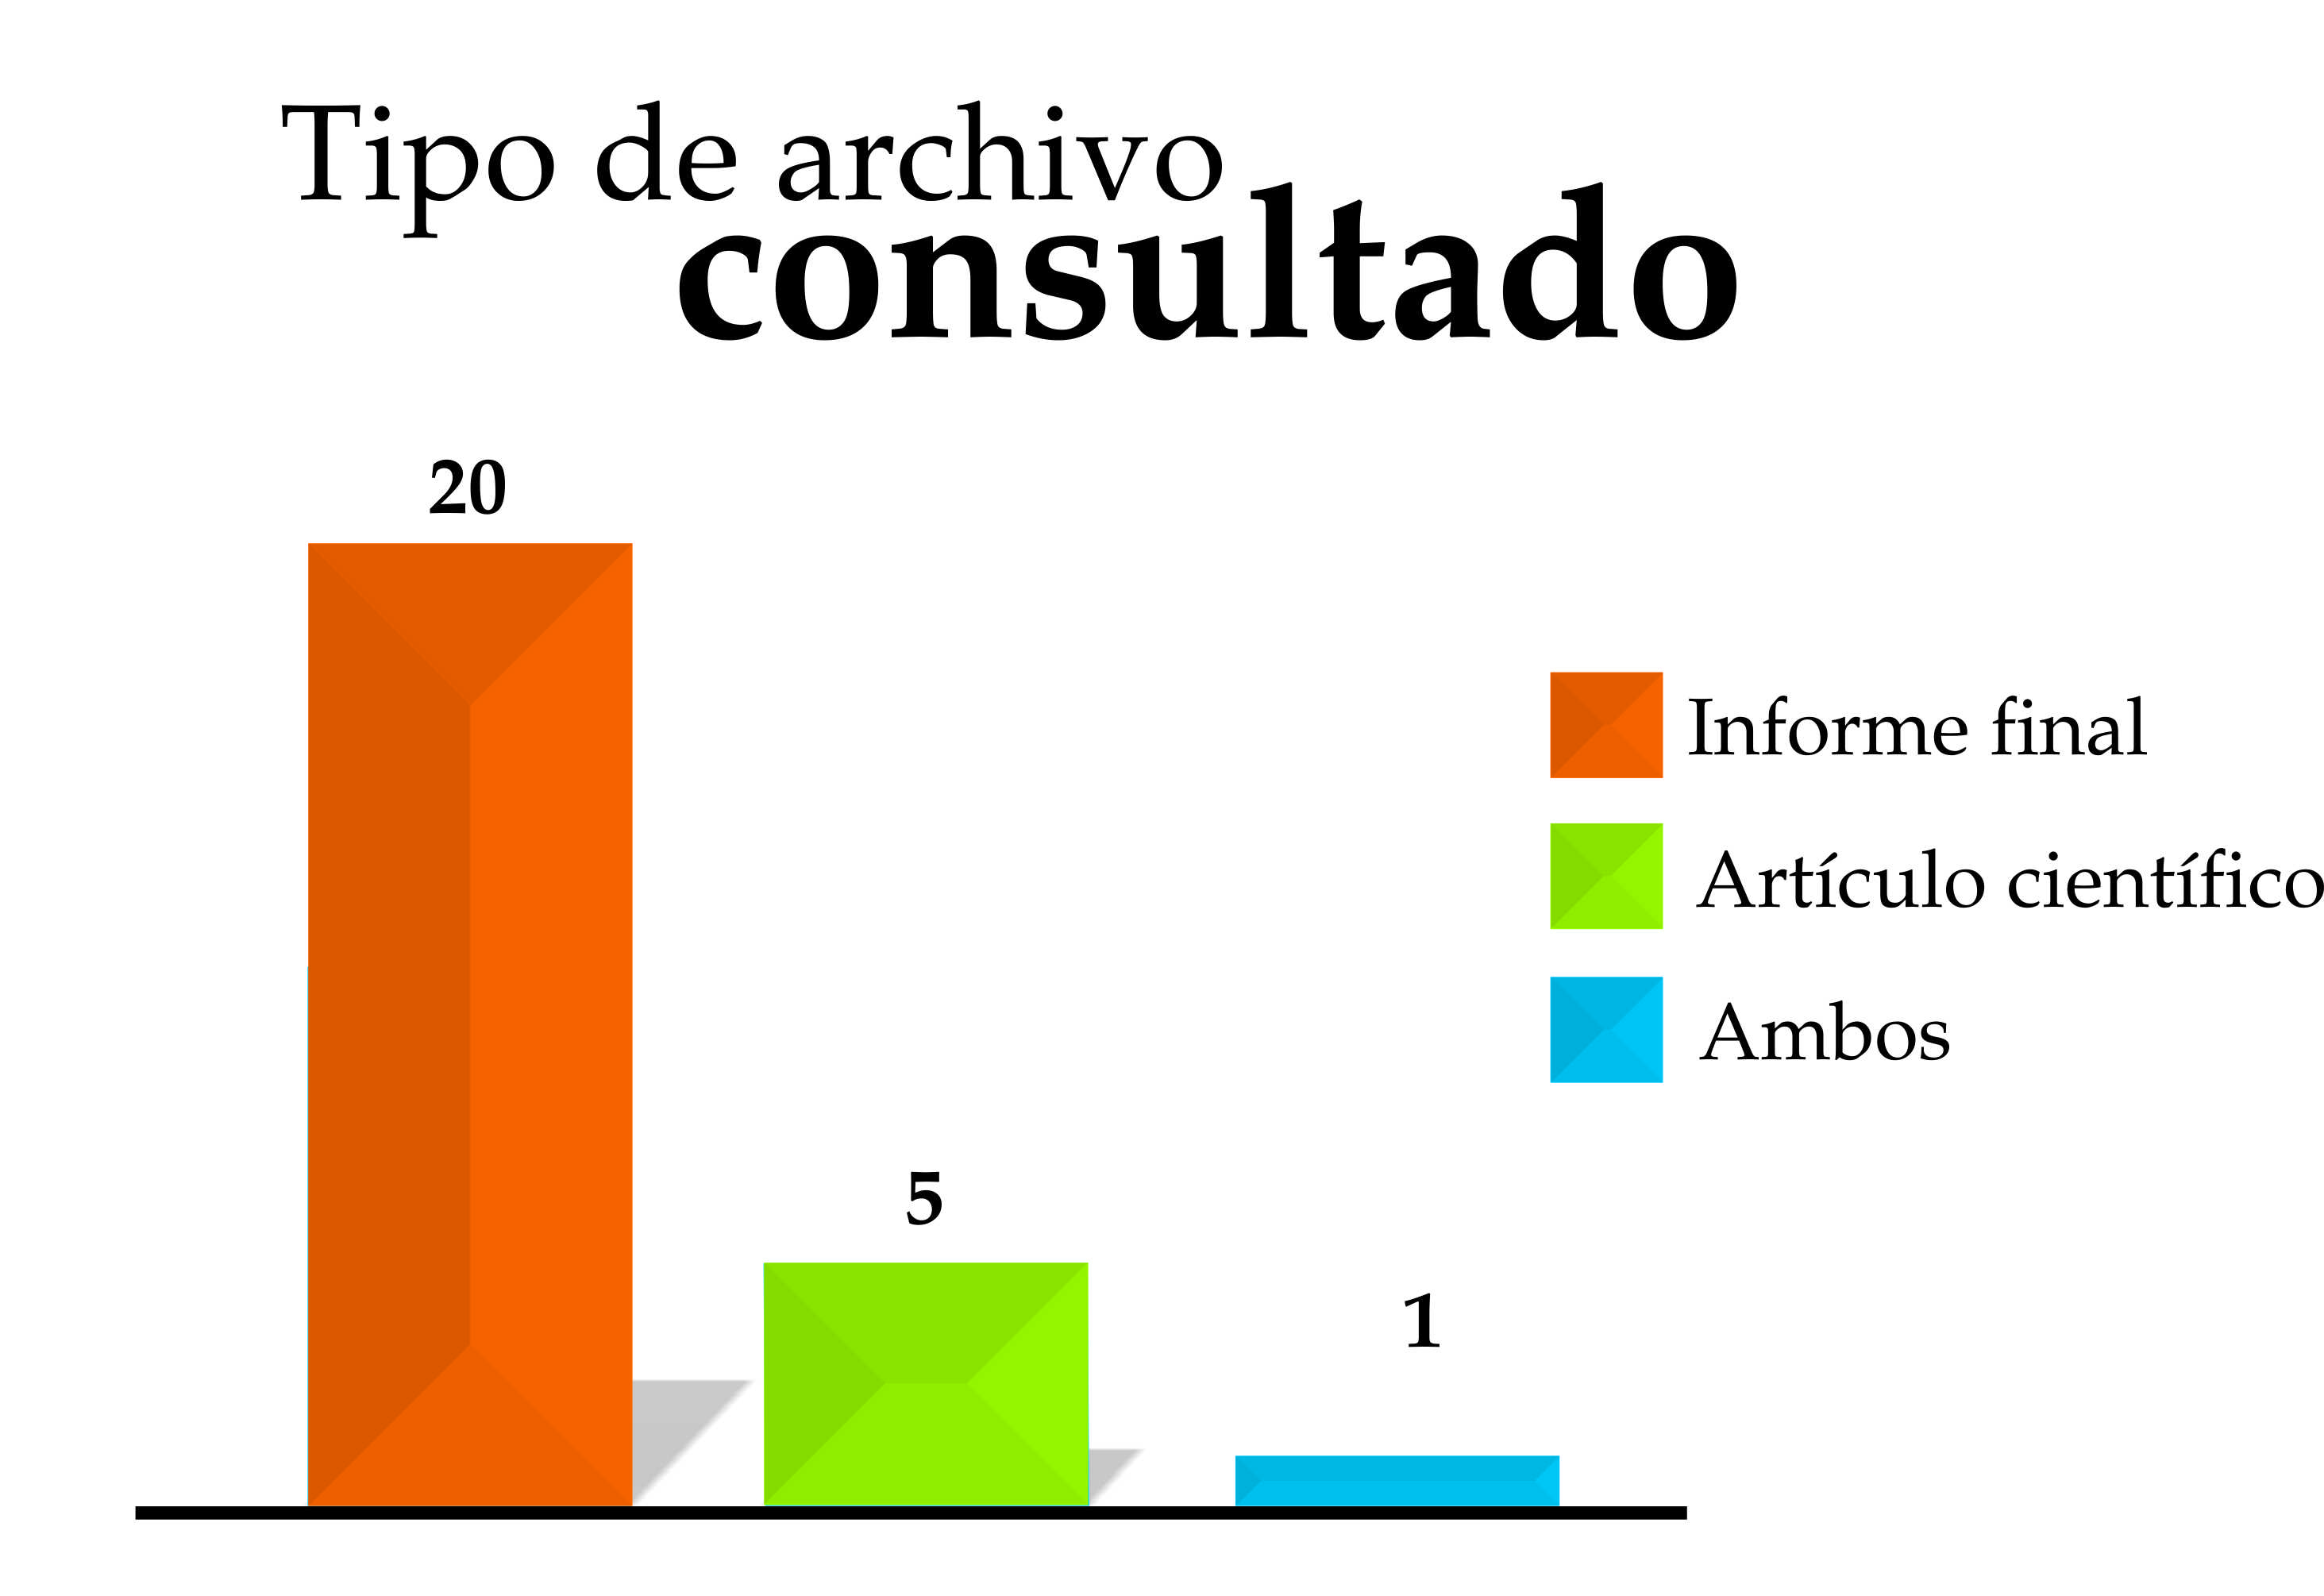 Tipo de archivo
consultado
20
Informe final
Artículo científico
Ambos
5
1